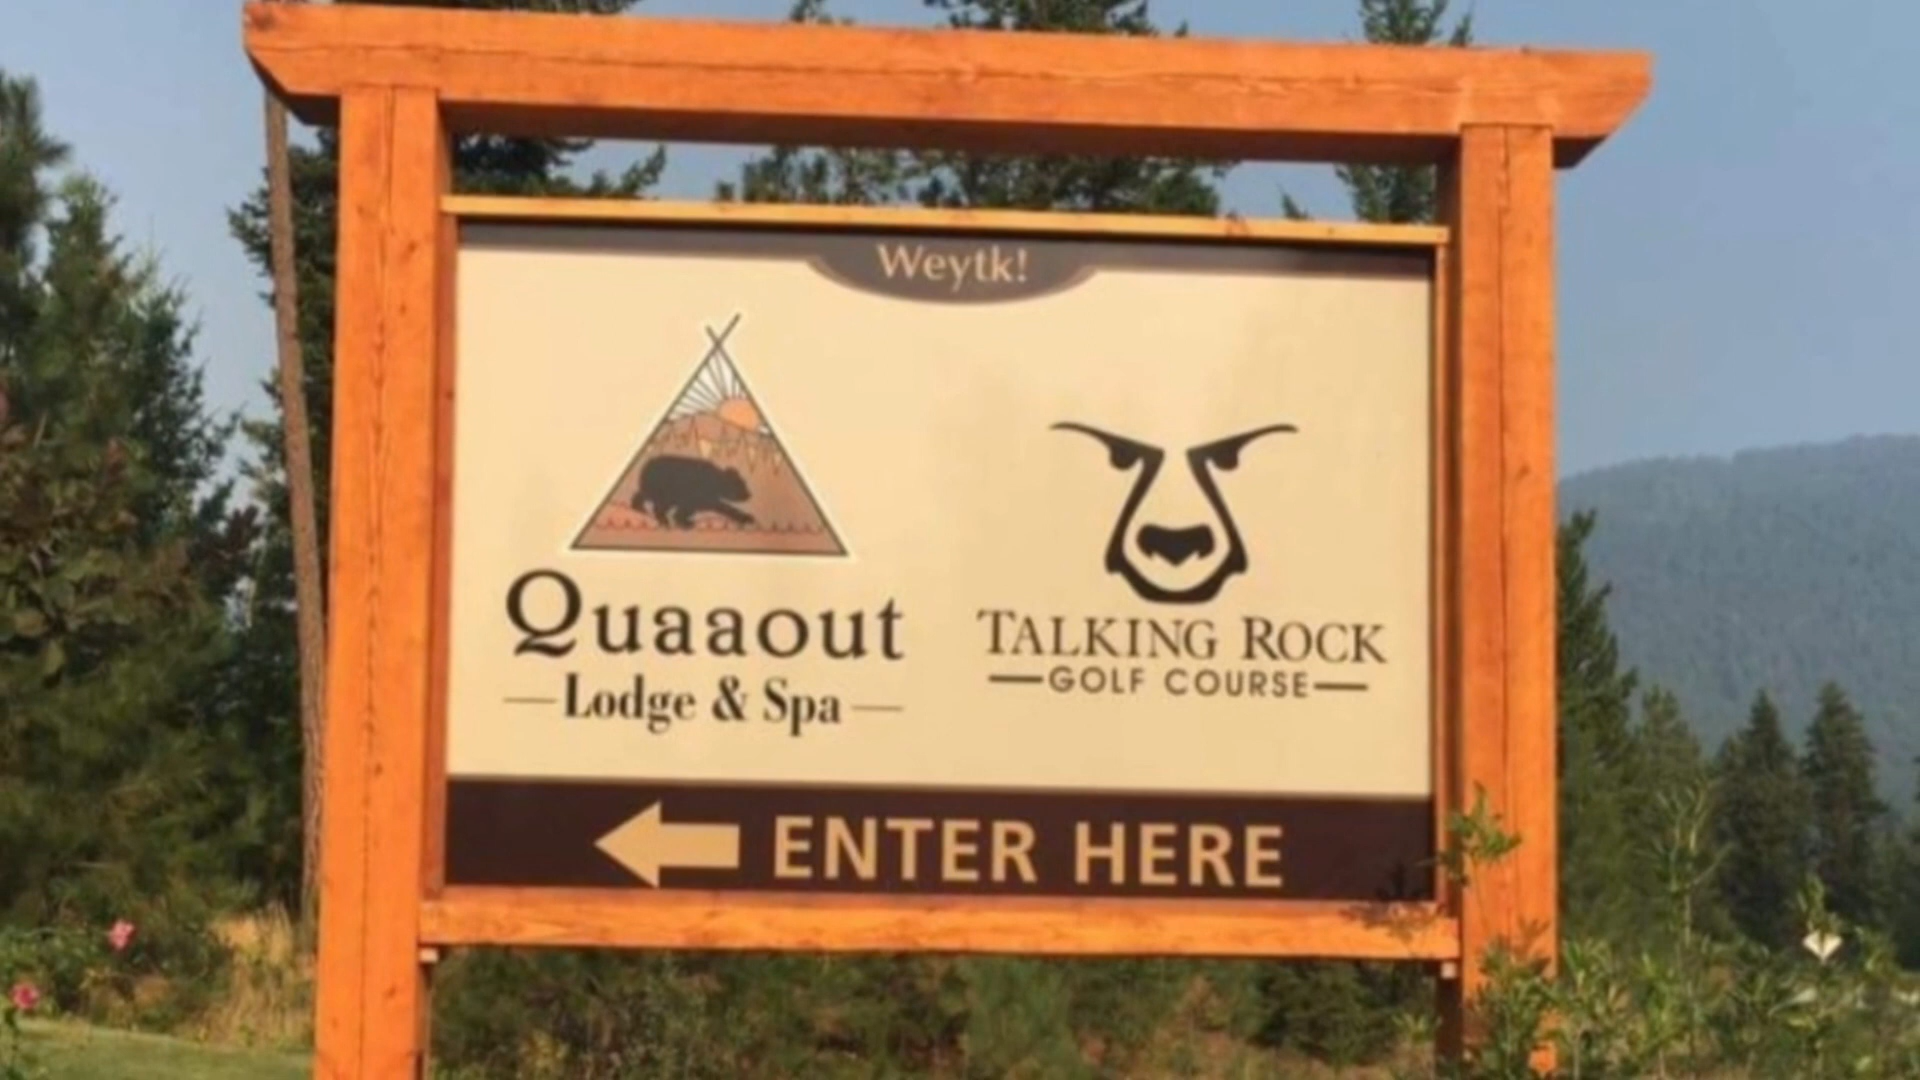 Weytk!
Quaaout
Lodge & Spa
TALKING ROCK
GOLF COURSE
ENTER HERE